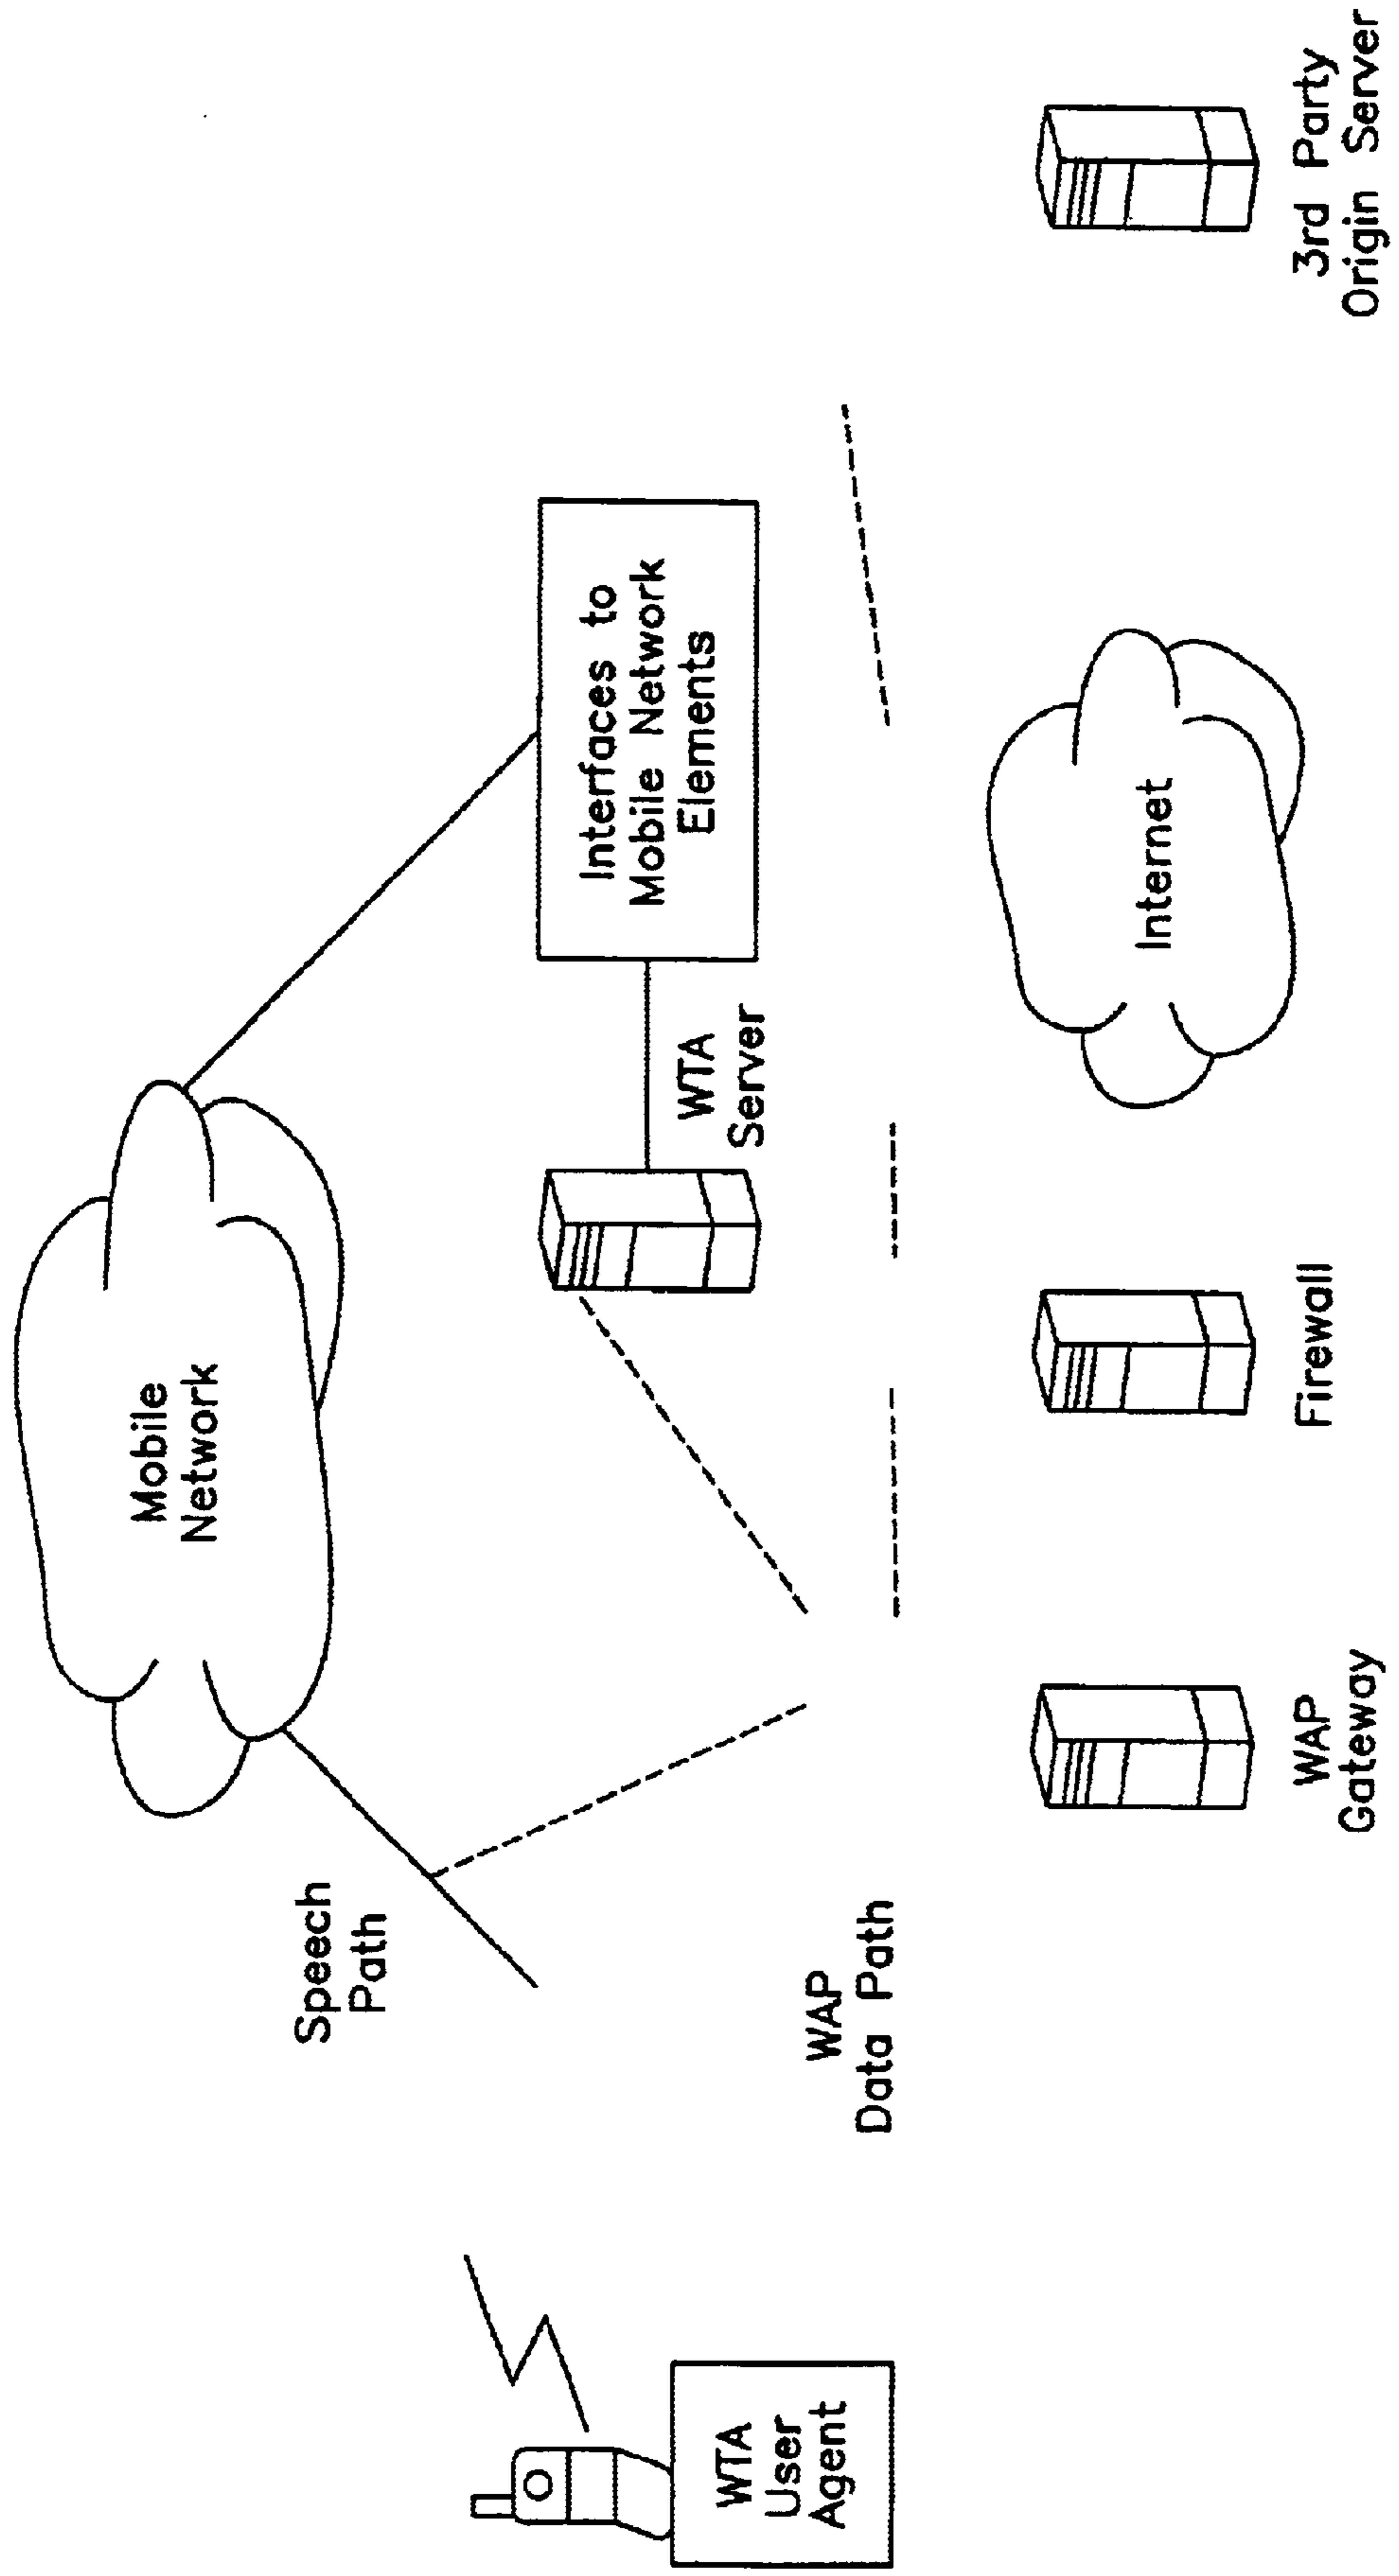 Mobile
Network
Speech
Path
Interfaces to
Mobile Network
Elements
WTA
Server
WTA
User
Agent
WAP
Data Path
Internet
WAP
Gateway
Firewall
3rd Party
Origin Server